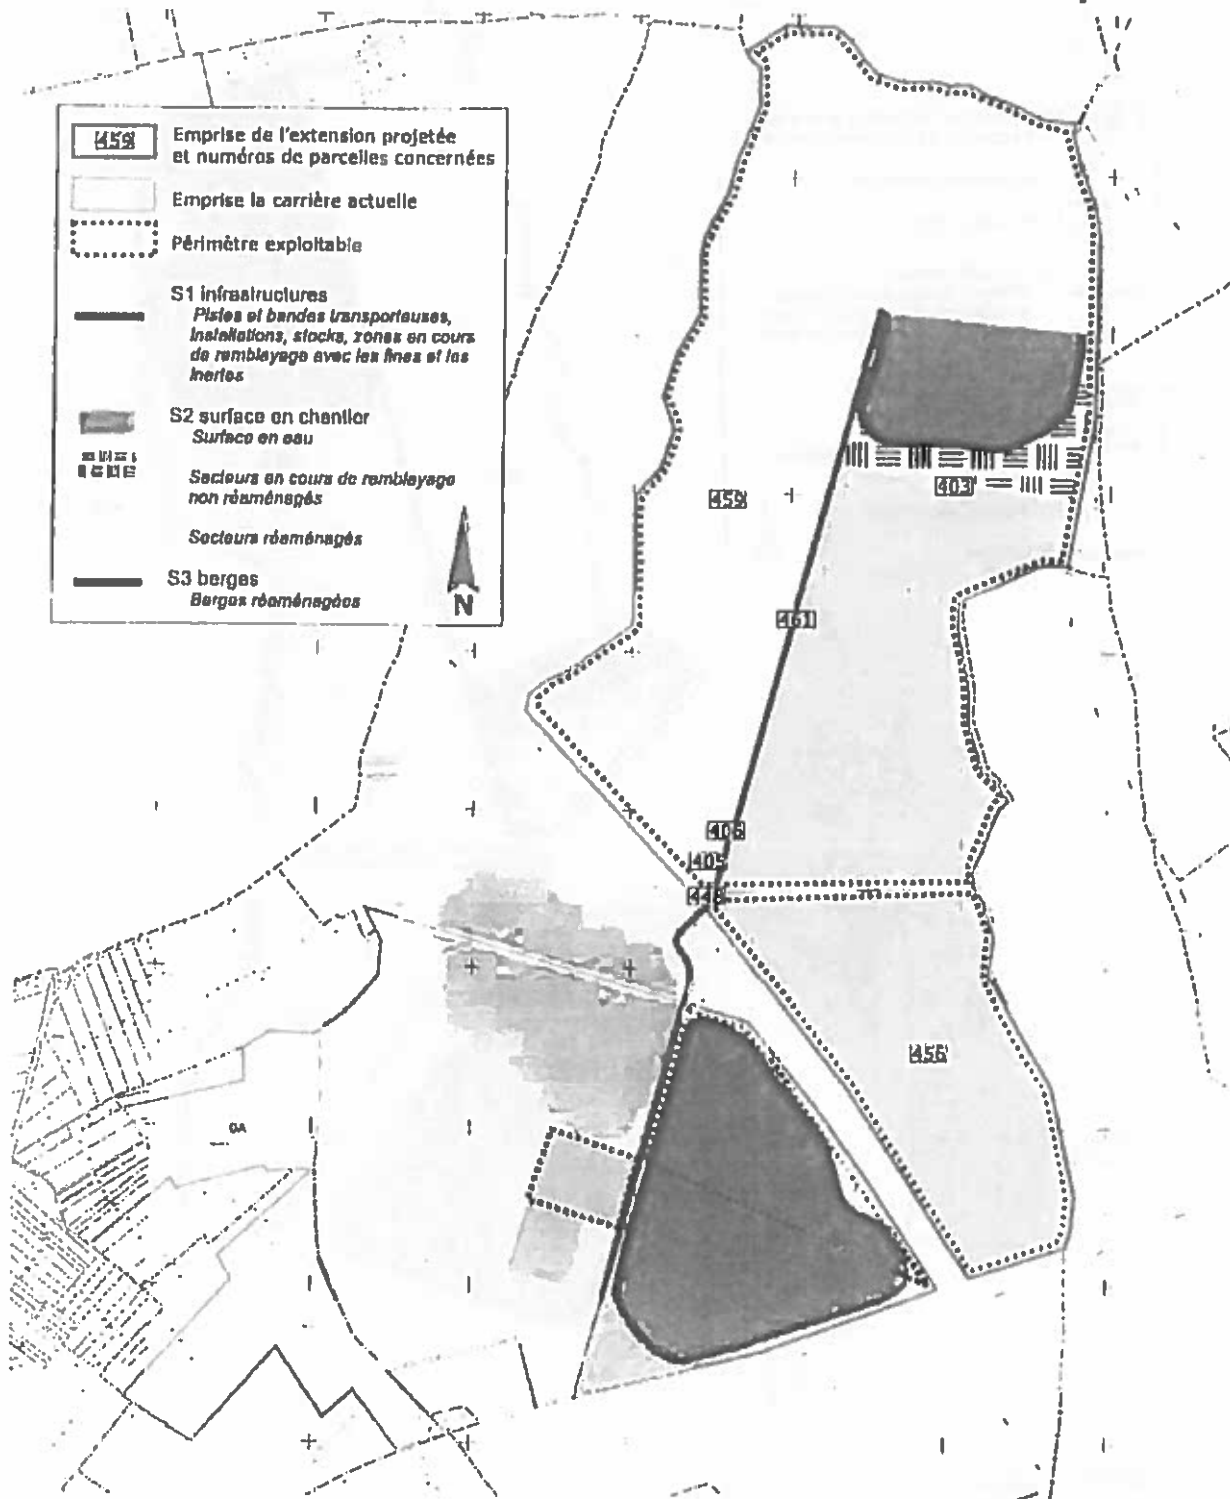 459 Emprise de l'extension projetée
et numéros de parcelles concernées
Emprise la carrière actuelle
Périmètre exploitable
S1 infrastructures
Pistes et bandes transporteuses,
Installations, stocks, zones en cours
de remblayage avec les fines et les
inertes
S2 surface en chantier
Surface en eau
Secteurs en cours de remblayage
non réaménagés
Secteurs réaménagés
S3 berges
Berges réaménagées
N
403
459
461
406
405
456
0A